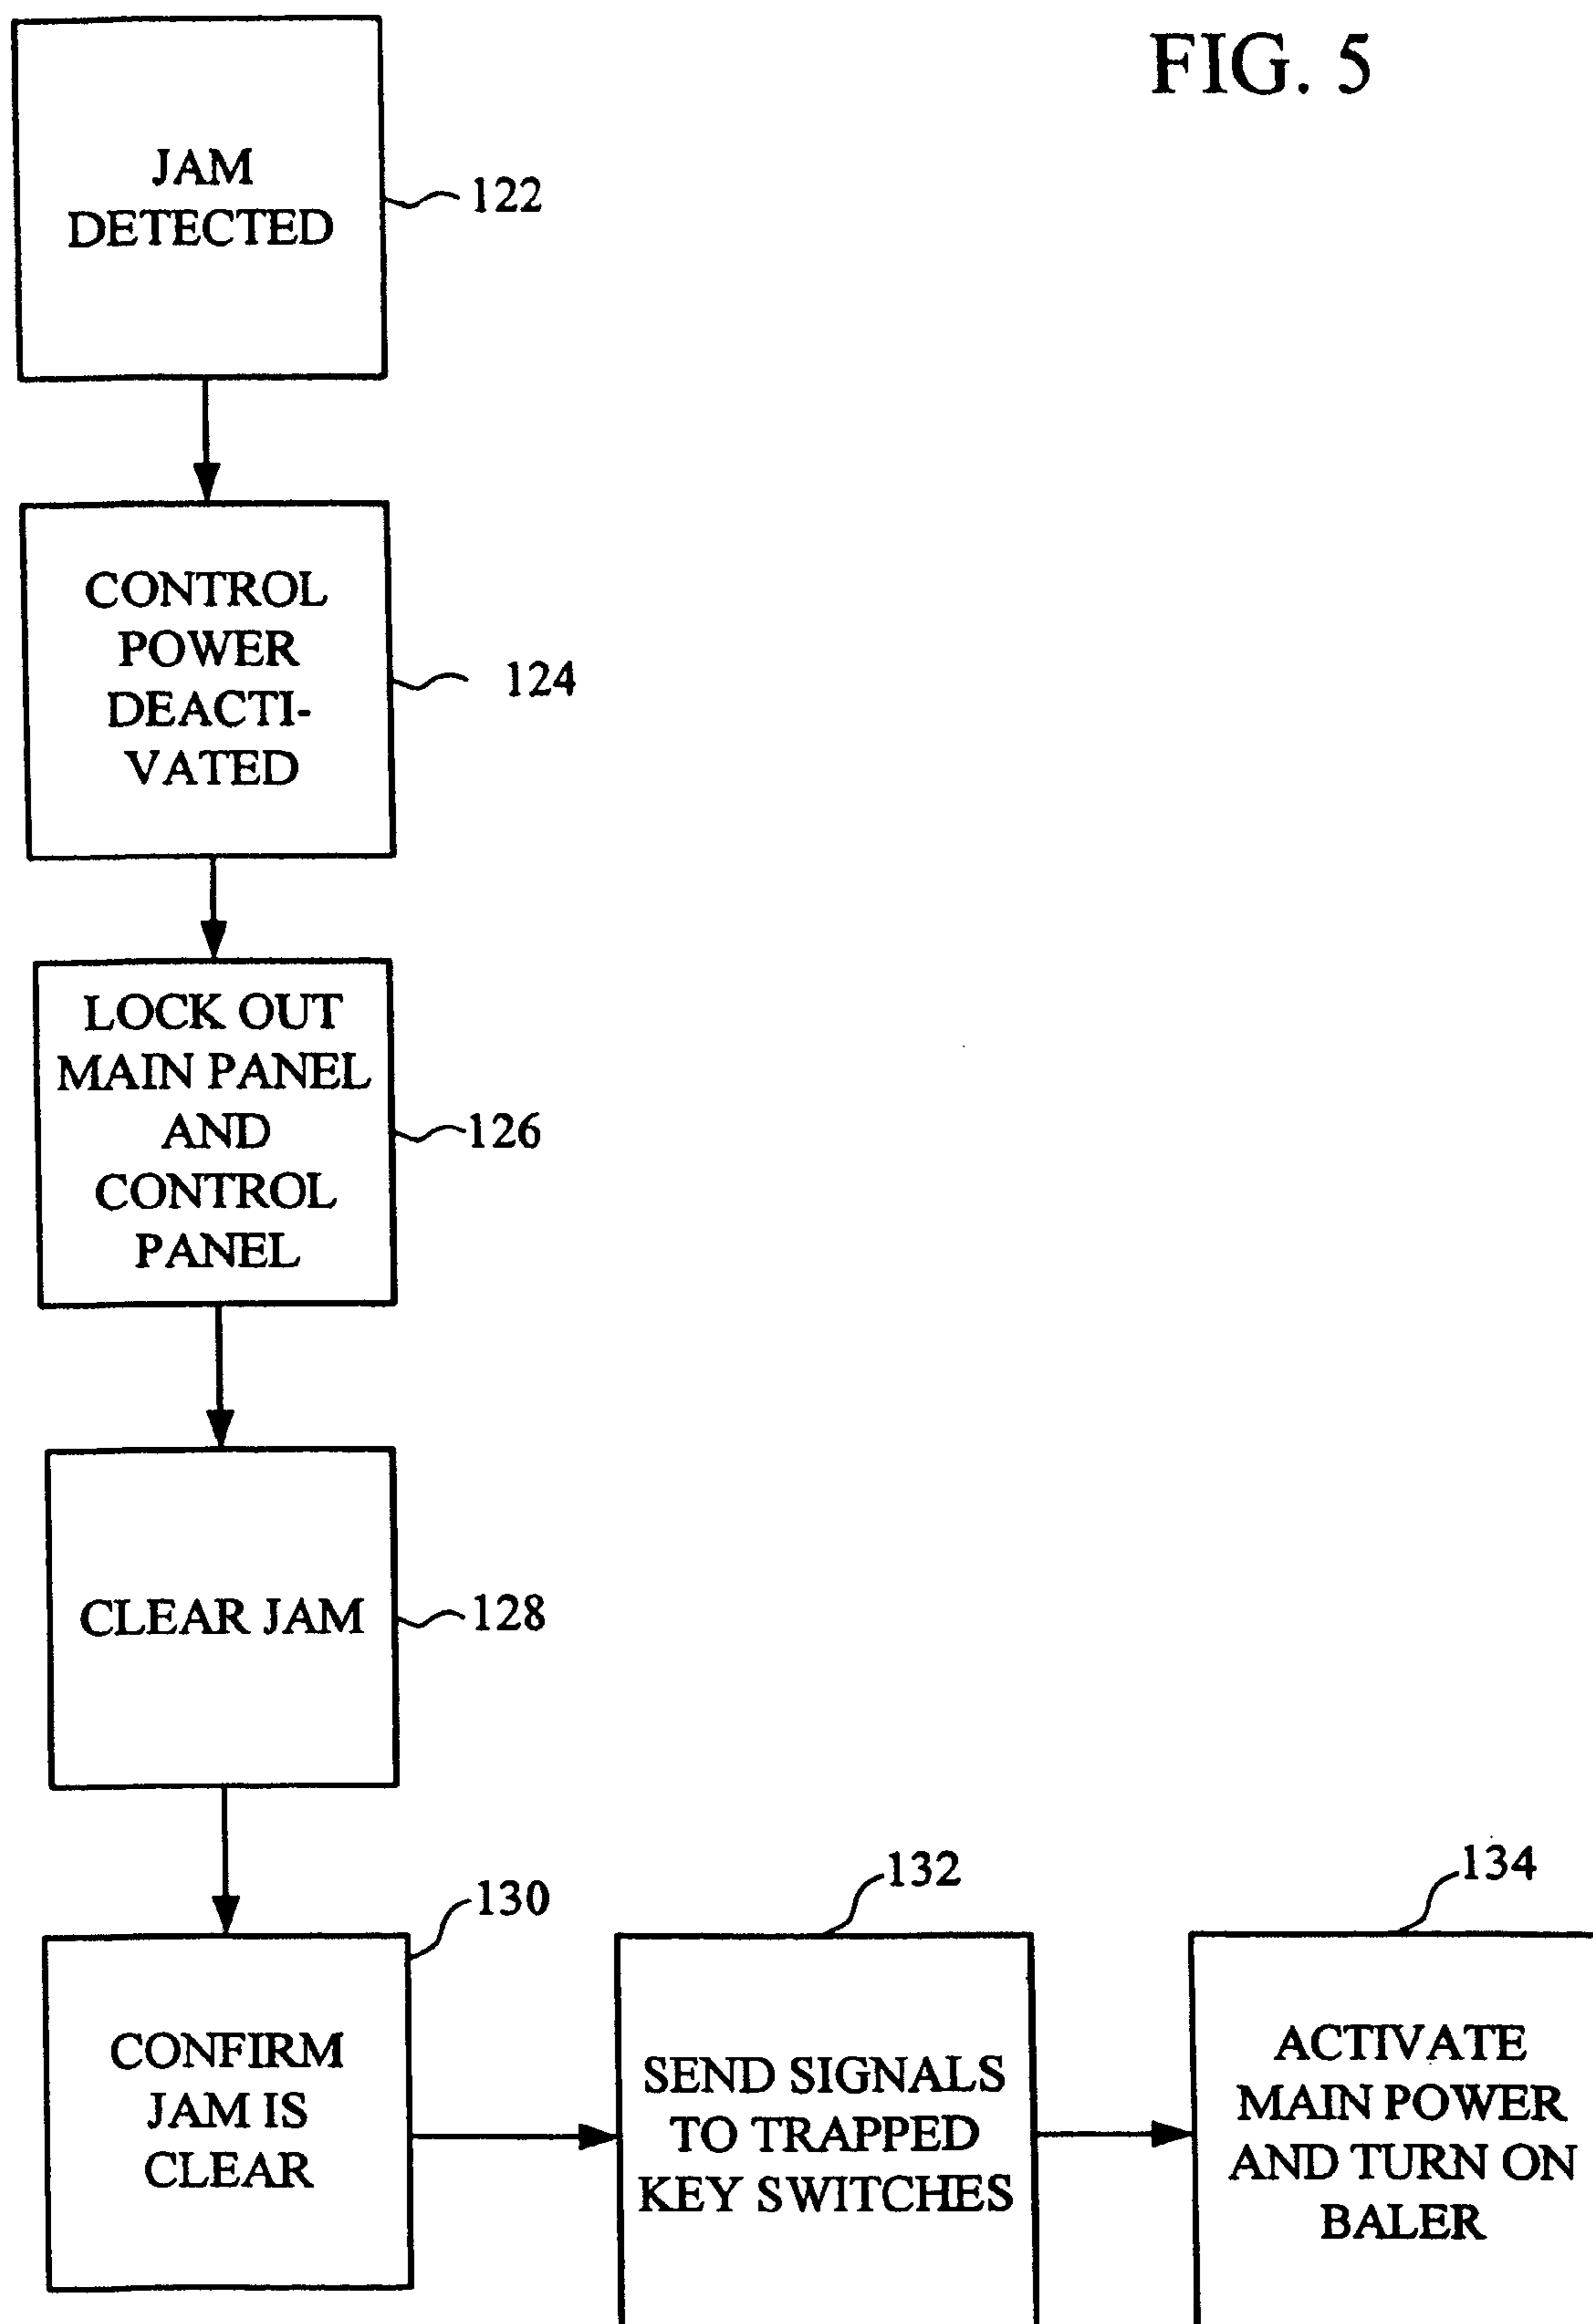 FIG. 5
JAM
DETECTED
122
CONTROL
POWER
DEACTI-
VATED
124
LOCK OUT
MAIN PANEL
AND
CONTROL
PANEL
126
CLEAR JAM
128
CONFIRM
JAM IS
CLEAR
130
SEND SIGNALS
TO TRAPPED
KEY SWITCHES
132
ACTIVATE
MAIN POWER
AND TURN ON
BALER
134